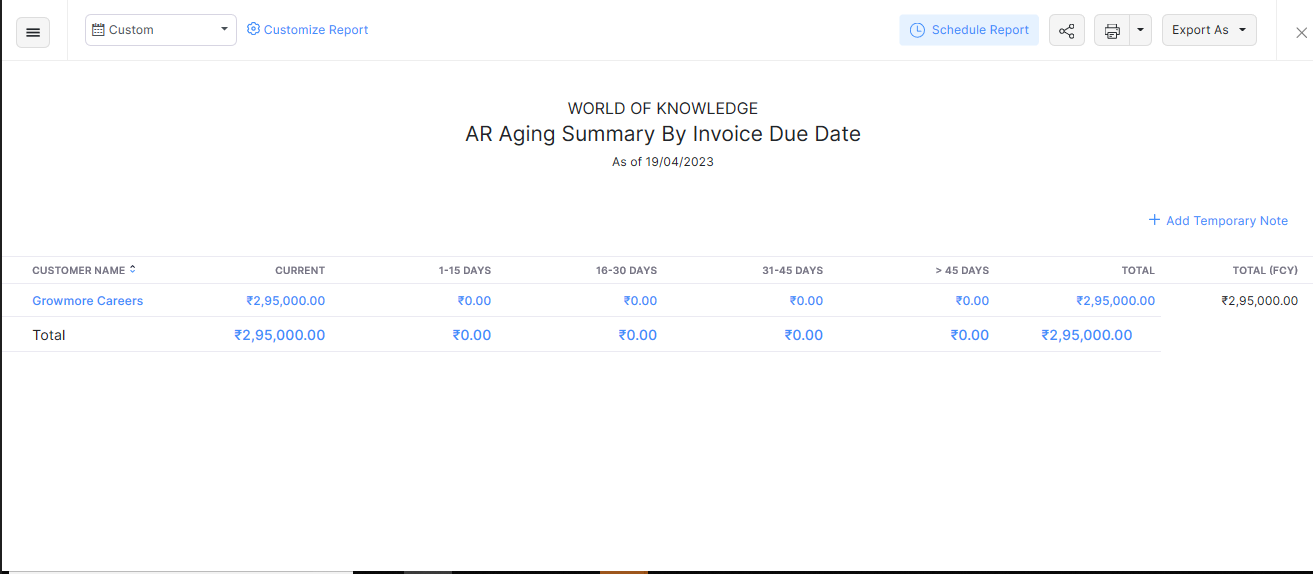 Custom Customize Report Schedule Report Export As
WORLD OF KNOWLEDGE
AR Aging Summary By Invoice Due Date
As of 19/04/2023
+ Add Temporary Note
CUSTOMER NAME CURRENT 1-15 DAYS 16-30 DAYS 31-45 DAYS > 45 DAYS TOTAL TOTAL (FCY)
Growmore Careers ₹2,95,000.00 ₹0.00 ₹0.00 ₹0.00 ₹0.00 ₹2,95,000.00 ₹2,95,000.00
Total ₹2,95,000.00 ₹0.00 ₹0.00 ₹0.00 ₹0.00 ₹2,95,000.00